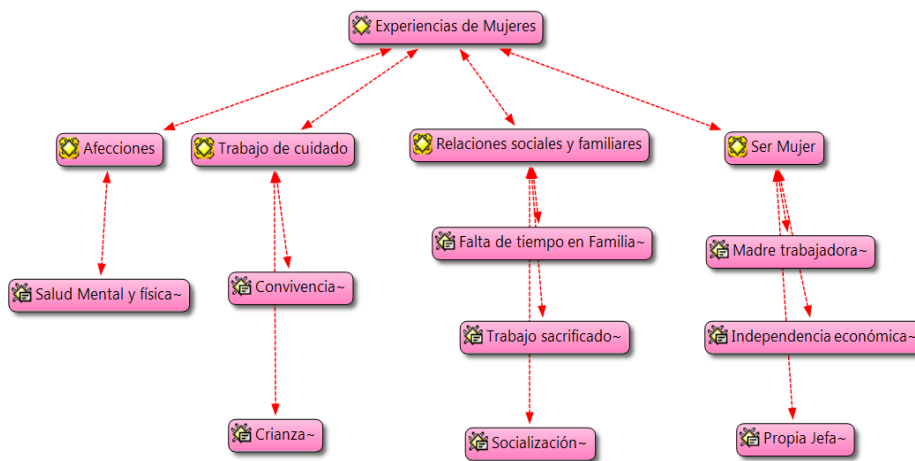 Experiencias de Mujeres
Afecciones
Trabajo de cuidado
Relaciones sociales y familiares
Ser Mujer
Falta de tiempo en Familia~
Madre trabajadora~
Salud Mental y física~
Convivencia~
Trabajo sacrificado~
Independencia económica~
Crianza~
Socialización~
Propia Jefa~